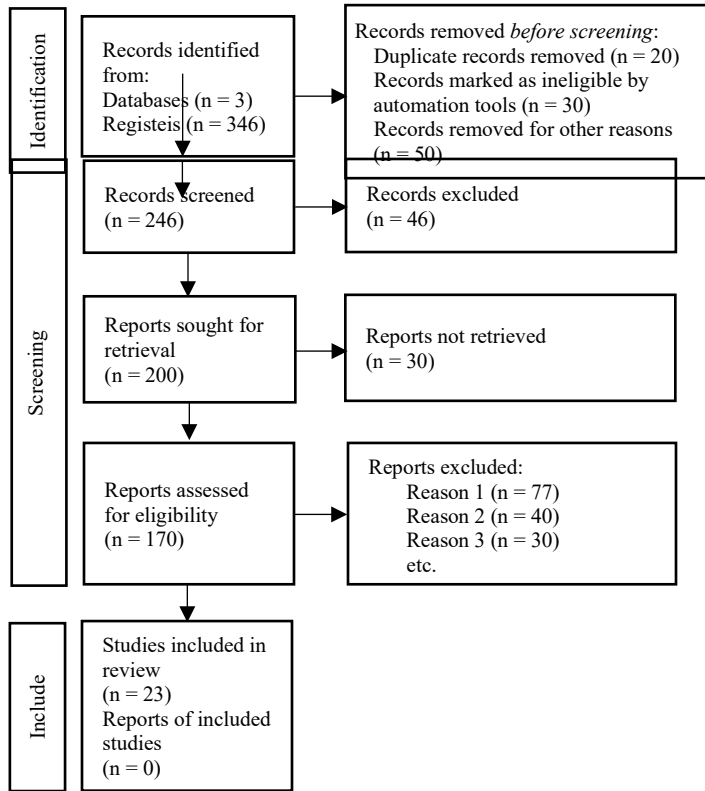 Identification
Records identified
from:
Databases (n = 3)
Registeis = 346)
Records removed before screening:
Duplicate records removed (n = 20)
Records marked as ineligible by
automation tools (n = 30)
Records removed for other reasons
(n = 50)
Screening
Records screened
(n = 246)
Records excluded
(n = 46)
Reports sought for
retrieval
(n = 200)
Reports not retrieved
(n = 30)
Reports assessed
for eligibility
(n = 170)
Reports excluded:
Reason 1 (n = 77)
Reason 2 (n = 40)
Reason 3 (n = 30)
etc.
Include
Studies included in
review
(n = 23)
Reports of included
studies
(n = 0)